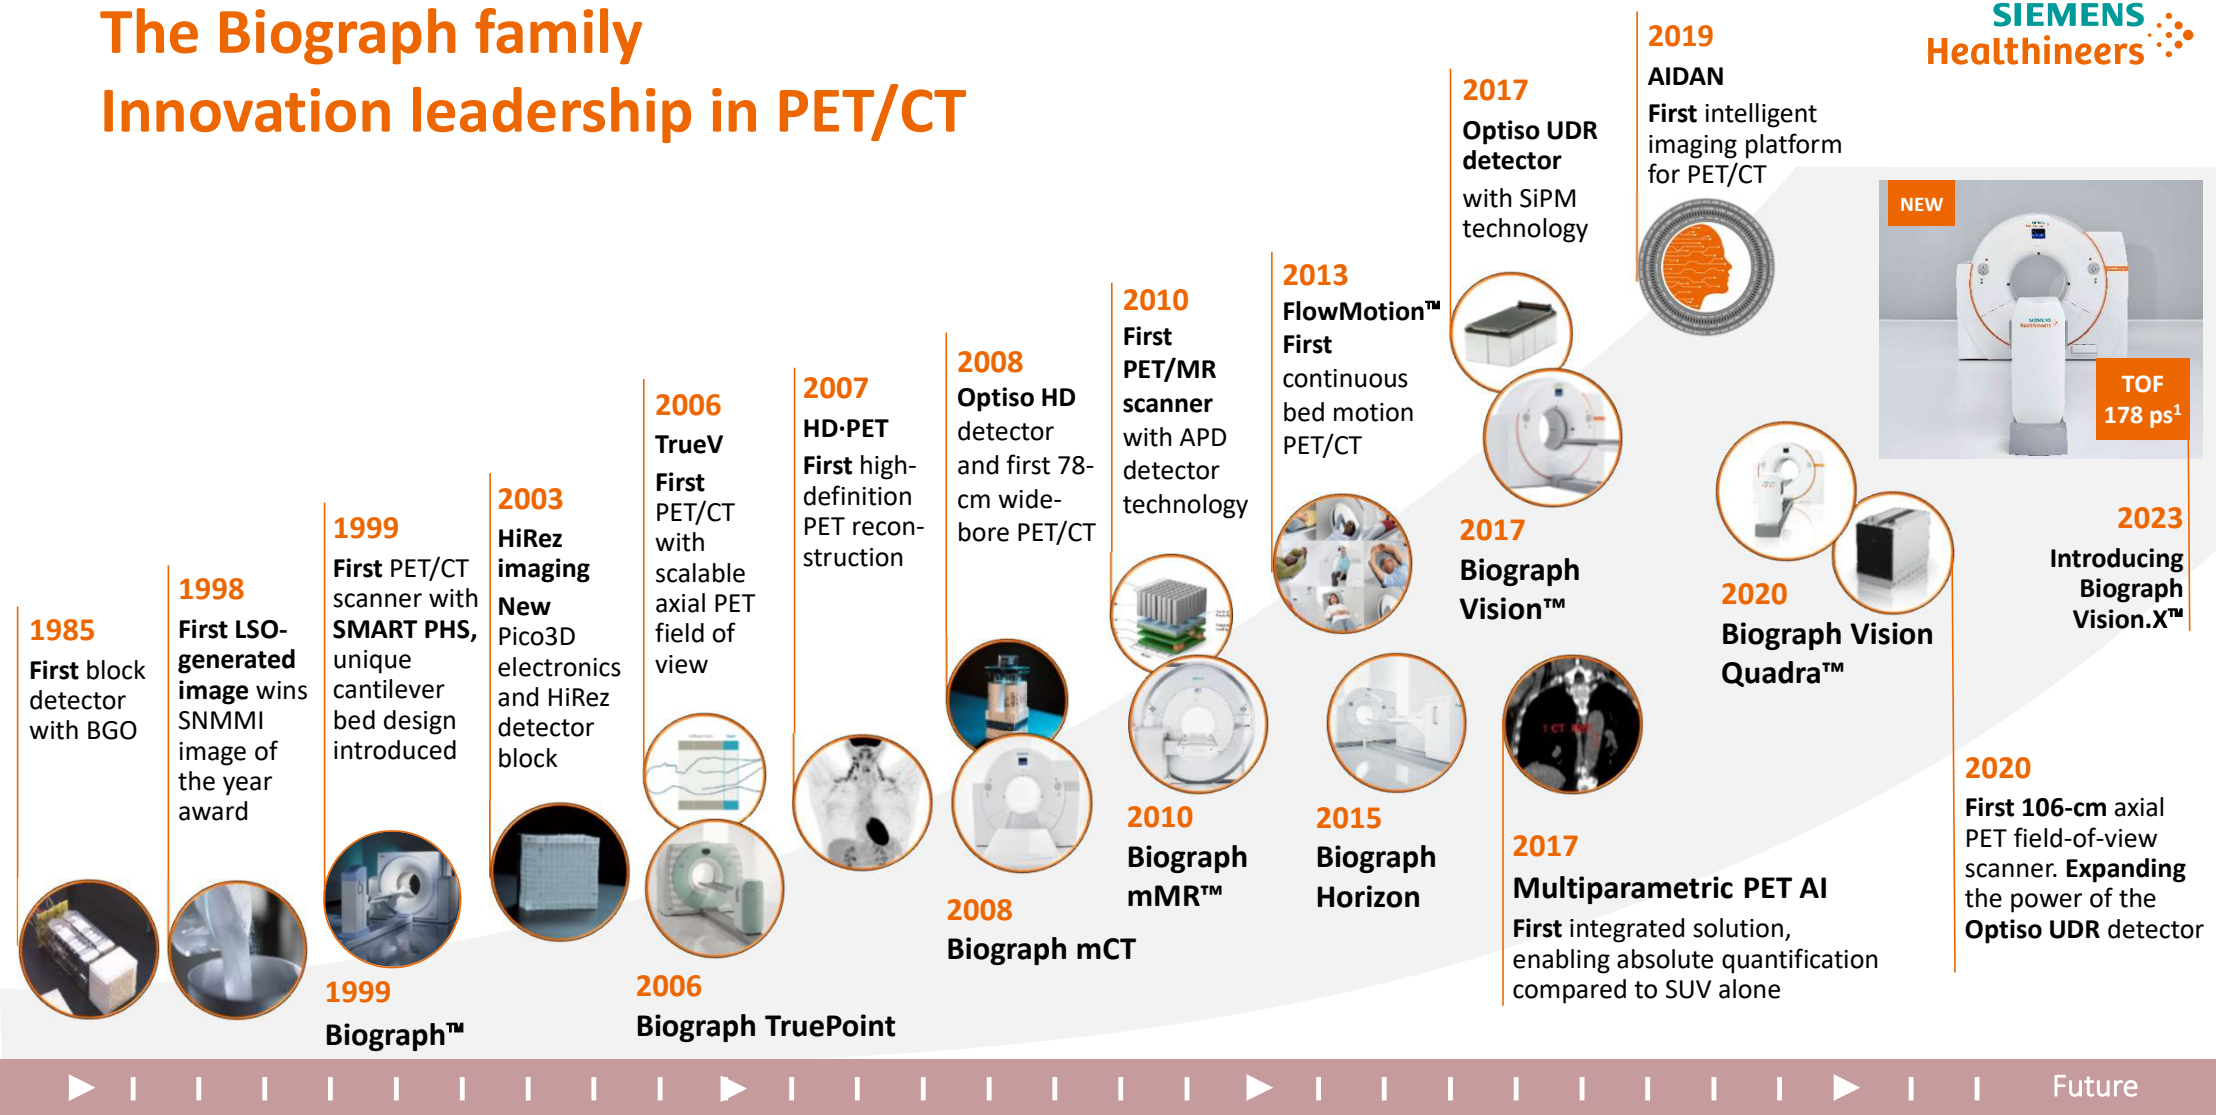 The Biograph family
Innovation leadership in PET/CT
SIEMENS
Healthineers
1985
First block
detector
with BGO
1998
First LSO-
generated
image wins
SNMMI
image of
the year
award
1999
First PET/CT
scanner with
SMART PHS,
unique
cantilever
bed design
introduced
1999
Biograph™
2003
HiRez
imaging
New
Pico3D
electronics
and HiRez
detector
block
2006
TrueV
First
PET/CT
with
scalable
axial PET
field of
view
2006
Biograph TruePoint
2007
HD·PET
First high-
definition
PET recon-
struction
2008
Optiso HD
detector
and first 78-
cm wide-
bore PET/CT
2008
Biograph mCT
2010
First
PET/MR
scanner
with APD
detector
technology
2010
Biograph
mMR™
2013
FlowMotion™
First
continuous
bed motion
PET/CT
2015
Biograph
Horizon
2017
Optiso UDR
detector
with SiPM
technology
2017
Biograph
Vision™
1 CT
2017
Multiparametric PET AI
First integrated solution,
enabling absolute quantification
compared to SUV alone
2019
AIDAN
First intelligent
imaging platform
for PET/CT
2020
Biograph Vision
Quadra™
2020
First 106-cm axial
PET field-of-view
scanner. Expanding
the power of the
Optiso UDR detector
NEW
SIEMENS
Healthineers
TOF
178 ps¹
2023
Introducing
Biograph
Vision.X™
Future